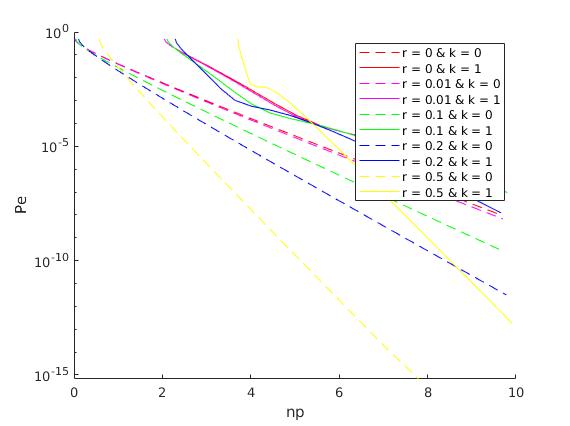 10^0
10^-5
10^-10
10^-15
Pe
0
2
4
6
8
10
np
r = 0 & k = 0
r = 0 & k = 1
r = 0.01 & k = 0
r = 0.01 & k = 1
r = 0.1 & k = 0
r = 0.1 & k = 1
r = 0.2 & k = 0
r = 0.2 & k = 1
r = 0.5 & k = 0
r = 0.5 & k = 1